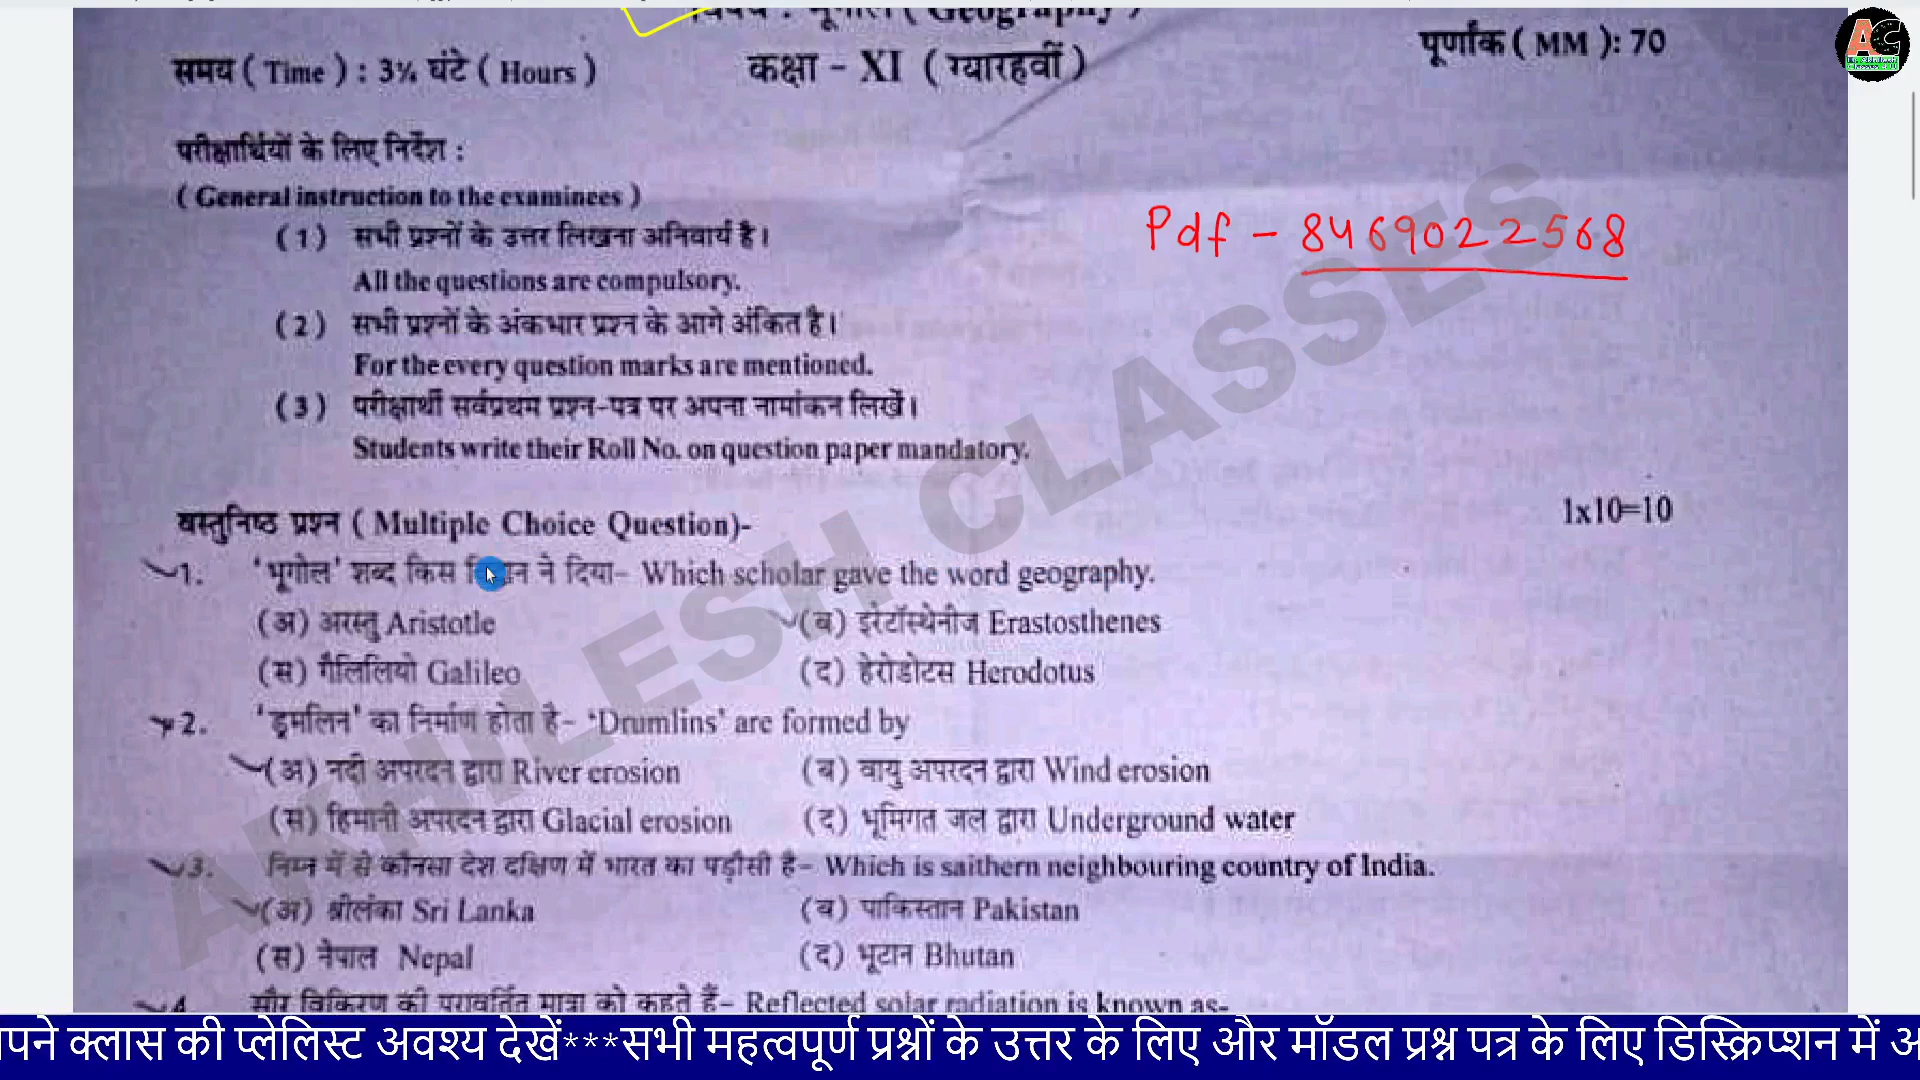 विषय : भूगोल ( Geography )
समय ( Time ) : 3¼ घंटे ( Hours )
कक्षा - XI ( ग्यारहवीं )
पूर्णांक ( MM ): 70
परीक्षार्थियों के लिए निर्देश :
( General instruction to the examinees )
(1) सभी प्रश्नों के उत्तर लिखना अनिवार्य है।
All the questions are compulsory.
(2) सभी प्रश्नों के अंकभार प्रश्न के आगे अंकित है।
For the every question marks are mentioned.
(3) परीक्षार्थी सर्वप्रथम प्रश्न-पत्र पर अपना नामांकन लिखें।
Students write their Roll No. on question paper mandatory.
Pdf - 8469022568
वस्तुनिष्ठ प्रश्न ( Multiple Choice Question)-
1x10=10
1. 'भूगोल' शब्द किस ने दिया- Which scholar gave the word geography.
(अ) अरस्तु Aristotle (ब) इरेटॉस्थेनीज Erastosthenes
(स) गैलिलियो Galileo (द) हेरोडोटस Herodotus
2. 'ड्रमलिन' का निर्माण होता है- 'Drumlins' are formed by
(अ) नदी अपरदन द्वारा River erosion (ब) वायु अपरदन द्वारा Wind erosion
(स) हिमानी अपरदन द्वारा Glacial erosion (द) भूमिगत जल द्वारा Underground water
3. निम्न में से कौनसा देश दक्षिण में भारत का पड़ौसी है- Which is saithern neighbouring country of India.
(अ) श्रीलंका Sri Lanka (ब) पाकिस्तान Pakistan
(स) नेपाल Nepal (द) भूटान Bhutan
4. सौर विकिरण की परावर्तित मात्रा को कहते हैं- Reflected solar radiation is known as-
AKHILESH CLASSES
AC
पने क्लास की प्लेलिस्ट अवश्य देखें***सभी महत्वपूर्ण प्रश्नों के उत्तर के लिए और मॉडल प्रश्न पत्र के लिए डिस्क्रिप्शन में